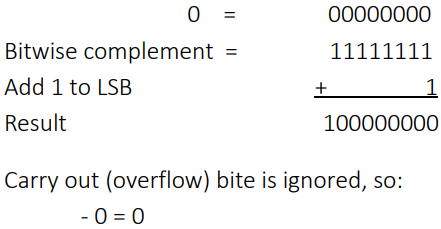 0 = 00000000
Bitwise complement = 11111111
Add 1 to LSB + 1
Result 100000000
Carry out (overflow) bite is ignored, so:
- 0 = 0